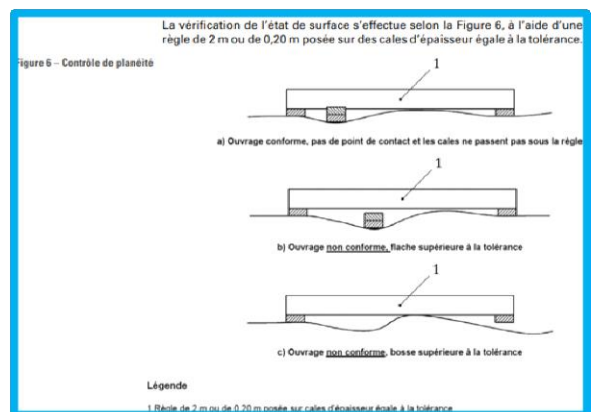 La vérification de l'état de surface s'effectue selon la Figure 6, à l'aide d'une
règle de 2 m ou de 0,20 m posée sur des cales d'épaisseur égale à la tolérance.
Figure 6 – Contrôle de planéité
1
a) Ouvrage conforme, pas de point de contact et les cales ne passent pas sous la règle
1
b) Ouvrage non conforme, flache supérieure à la tolérance
1
c) Ouvrage non conforme, bosse supérieure à la tolérance
Légende
1 Règle de 2 m ou de 0,20 m posée sur cales d'épaisseur égale à la tolérance